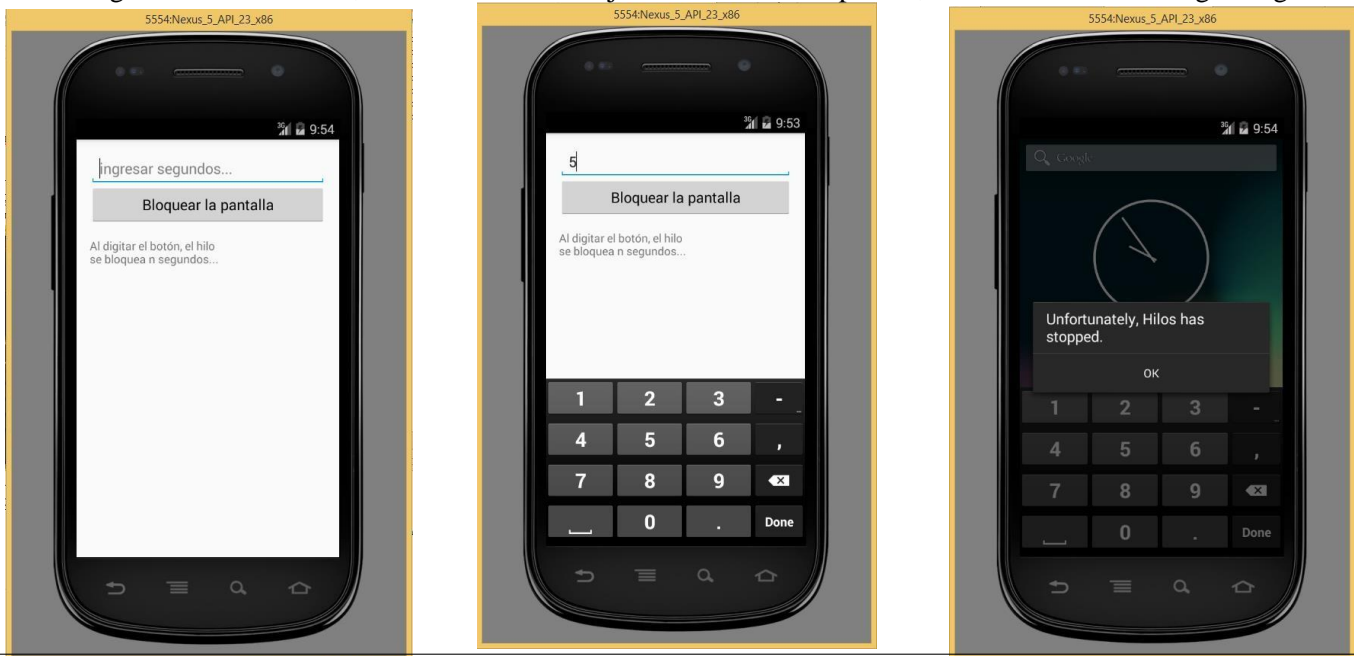 5554:Nexus_5_API_23_x86
3G 9:54
ingresar segundos...
Bloquear la pantalla
Al digitar el botón, el hilo
se bloquea n segundos...
5554:Nexus_5_API_23_x86
3G 9:53
5
Bloquear la pantalla
Al digitar el botón, el hilo
se bloquea n segundos...
1 2 3 -
4 5 6 ,
7 8 9
0 . Done
5554:Nexus_5_API_23_x86
3G 9:54
Google
Unfortunately, Hilos has
stopped.
OK
1 2 3 -
4 5 6 ,
7 8 9
0 . Done